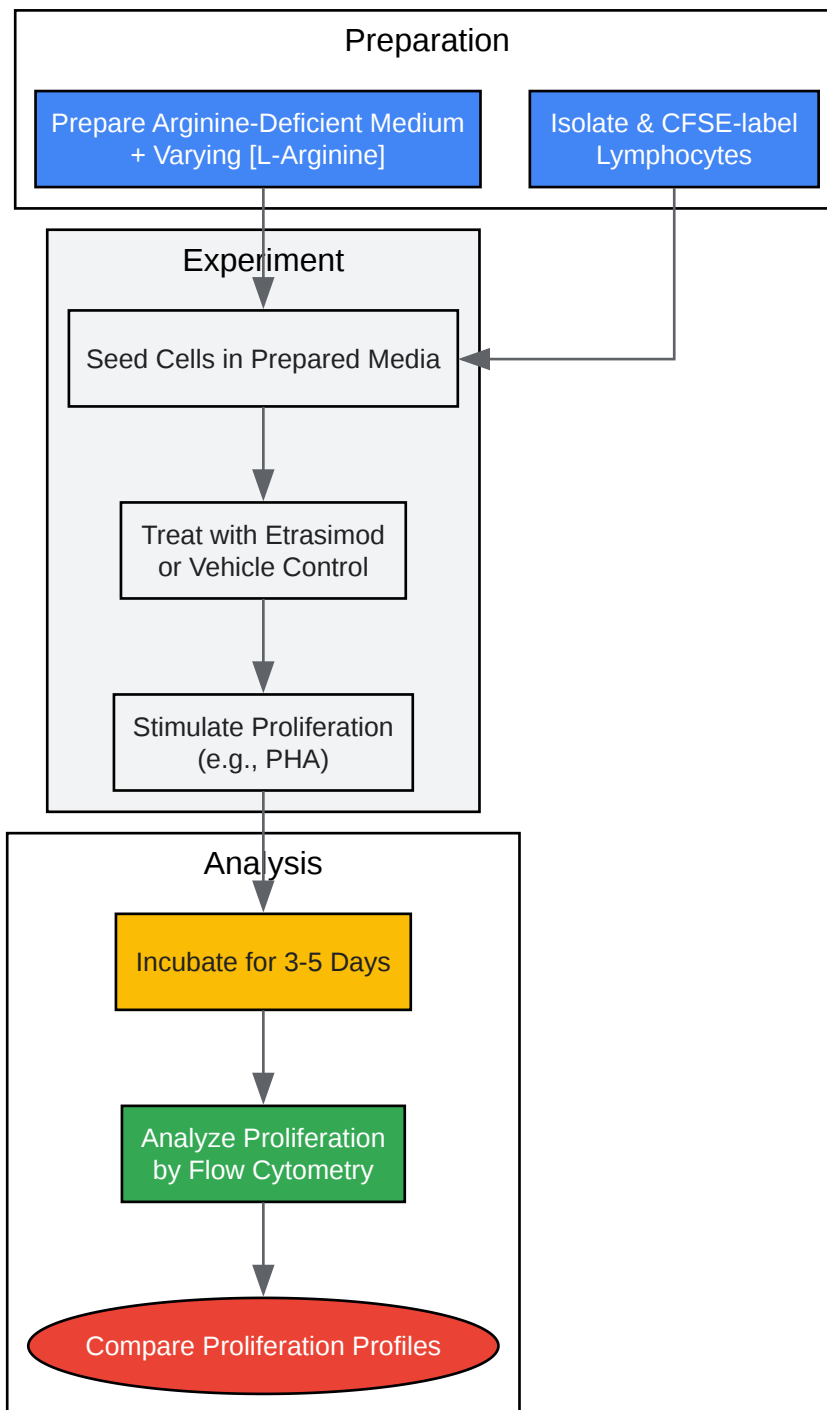 Preparation
Prepare Arginine-Deficient Medium
+ Varying [L-Arginine]
Isolate & CFSE-label
Lymphocytes
Experiment
Seed Cells in Prepared Media
Treat with Etrasimod
or Vehicle Control
Stimulate Proliferation
(e.g., PHA)
Analysis
Incubate for 3-5 Days
Analyze Proliferation
by Flow Cytometry
Compare Proliferation Profiles